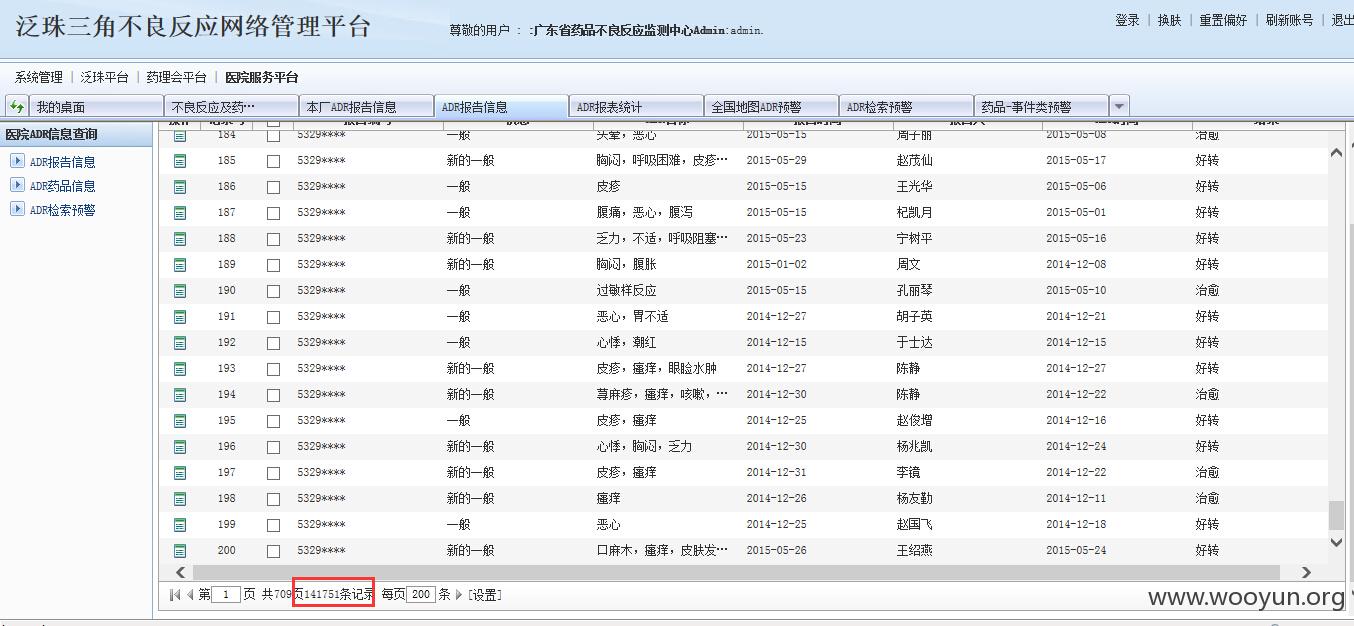 泛珠三角不良反应网络管理平台
尊敬的用户 : :广东省药品不良反应监测中心Admin:admin.
登录 | 换肤 | 重置偏好 | 刷新账号 | 退出
系统管理 | 泛珠平台 | 药理会平台 | 医院服务平台
我的桌面 不良反应及药… 本厂ADR报告信息 ADR报告信息 ADR报表统计 全国地图ADR预警 ADR检索预警 药品-事件类预警
医院ADR信息查询
ADR报告信息
ADR药品信息
ADR检索预警
184 5329**** 一般 头晕，恶心 2015-05-15 周子丽 2015-05-08 治愈
185 5329**** 新的一般 胸闷，呼吸困难，皮疹… 2015-05-29 赵茂仙 2015-05-17 好转
186 5329**** 一般 皮疹 2015-05-15 王光华 2015-05-06 好转
187 5329**** 一般 腹痛，恶心，腹泻 2015-05-15 杞凯月 2015-05-01 好转
188 5329**** 新的一般 乏力，不适，呼吸阻塞… 2015-05-23 宁树平 2015-05-16 好转
189 5329**** 新的一般 胸闷，腹胀 2015-01-02 周文 2014-12-08 好转
190 5329**** 一般 过敏样反应 2015-05-15 孔丽琴 2015-05-10 治愈
191 5329**** 一般 恶心，胃不适 2014-12-27 胡子英 2014-12-21 好转
192 5329**** 一般 心悸，潮红 2014-12-15 于士达 2014-12-15 好转
193 5329**** 新的一般 皮疹，瘙痒，眼睑水肿 2014-12-27 陈静 2014-12-27 好转
194 5329**** 新的一般 荨麻疹，瘙痒，咳嗽，… 2014-12-30 陈静 2014-12-22 治愈
195 5329**** 一般 皮疹，瘙痒 2014-12-25 赵俊增 2014-12-16 好转
196 5329**** 新的一般 心悸，胸闷，乏力 2014-12-30 杨兆凯 2014-12-24 好转
197 5329**** 新的一般 皮疹，瘙痒 2014-12-31 李镜 2014-12-22 治愈
198 5329**** 新的一般 瘙痒 2014-12-26 杨友勤 2014-12-11 治愈
199 5329**** 一般 恶心 2014-12-25 赵国飞 2014-12-18 好转
200 5329**** 新的一般 口麻木，瘙痒，皮肤发… 2015-05-26 王绍燕 2015-05-24 好转
第 1 页 共709页141751条记录 每页 200 条 [设置]
www.wooyun.org